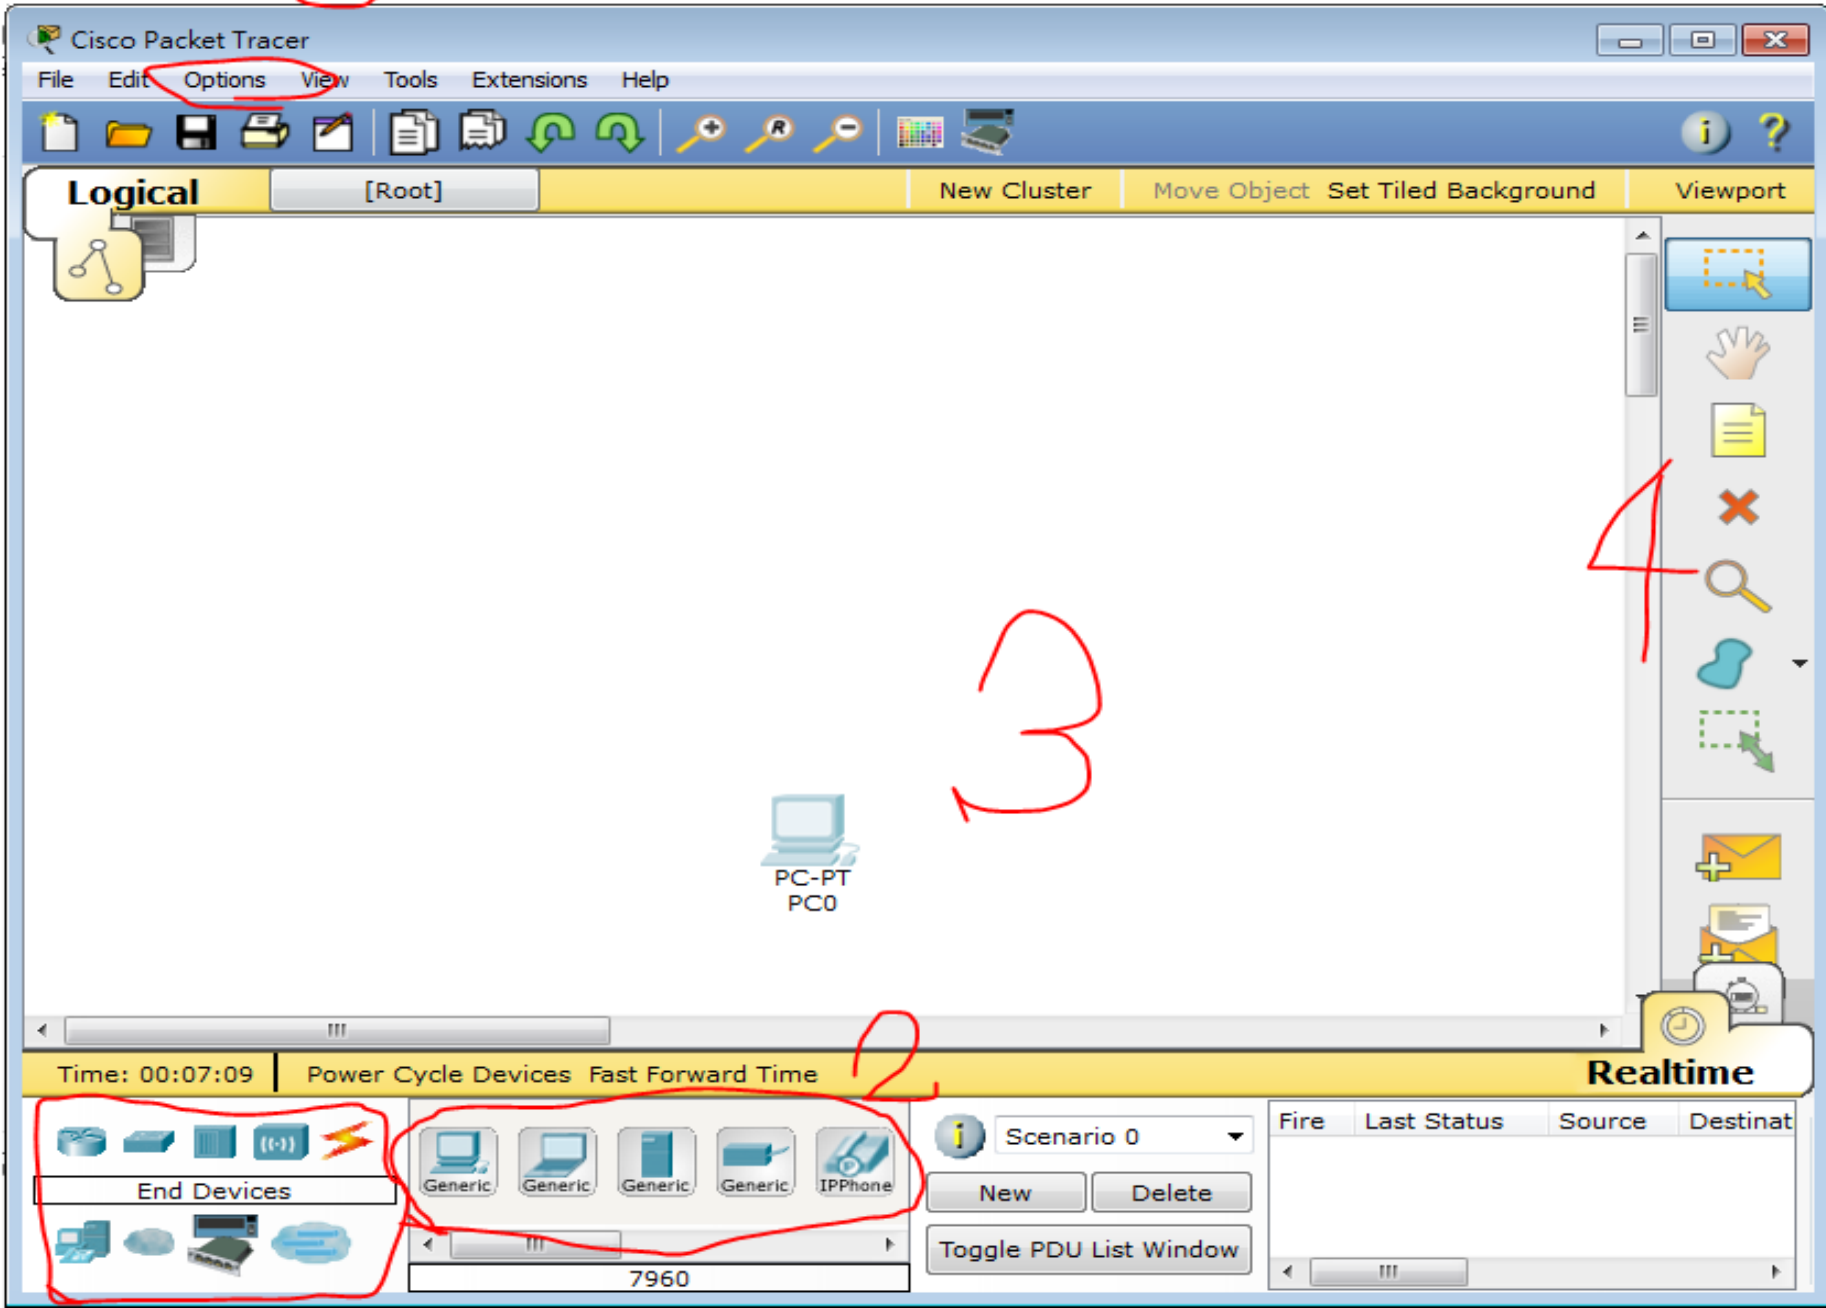 Cisco Packet Tracer
File Edit Options View Tools Extensions Help
Logical [Root] New Cluster Move Object Set Tiled Background Viewport
4
3
PC-PT
PC0
2
Time: 00:07:09 Power Cycle Devices Fast Forward Time Realtime
Fire Last Status Source Destinat
Scenario 0
End Devices
Generic Generic Generic Generic IPPhone
New Delete
Toggle PDU List Window
7960